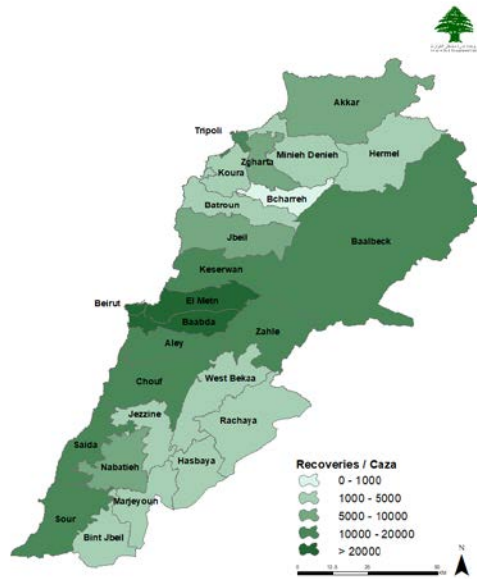 Akkar
Tripoli
Zgharta
Minieh Denieh
Hermel
Koura
Bcharreh
Batroun
Jbeil
Baalbeck
Keserwan
Beirut
El Metn
Baabda
Zahle
Aley
West Bekaa
Chouf
Jezzine
Rachaya
Saida
Hasbaya
Nabatieh
Marjeyoun
Sour
Bint Jbeil
Recoveries / Caza
0 - 1000
1000 - 5000
5000 - 10000
10000 - 20000
> 20000
N